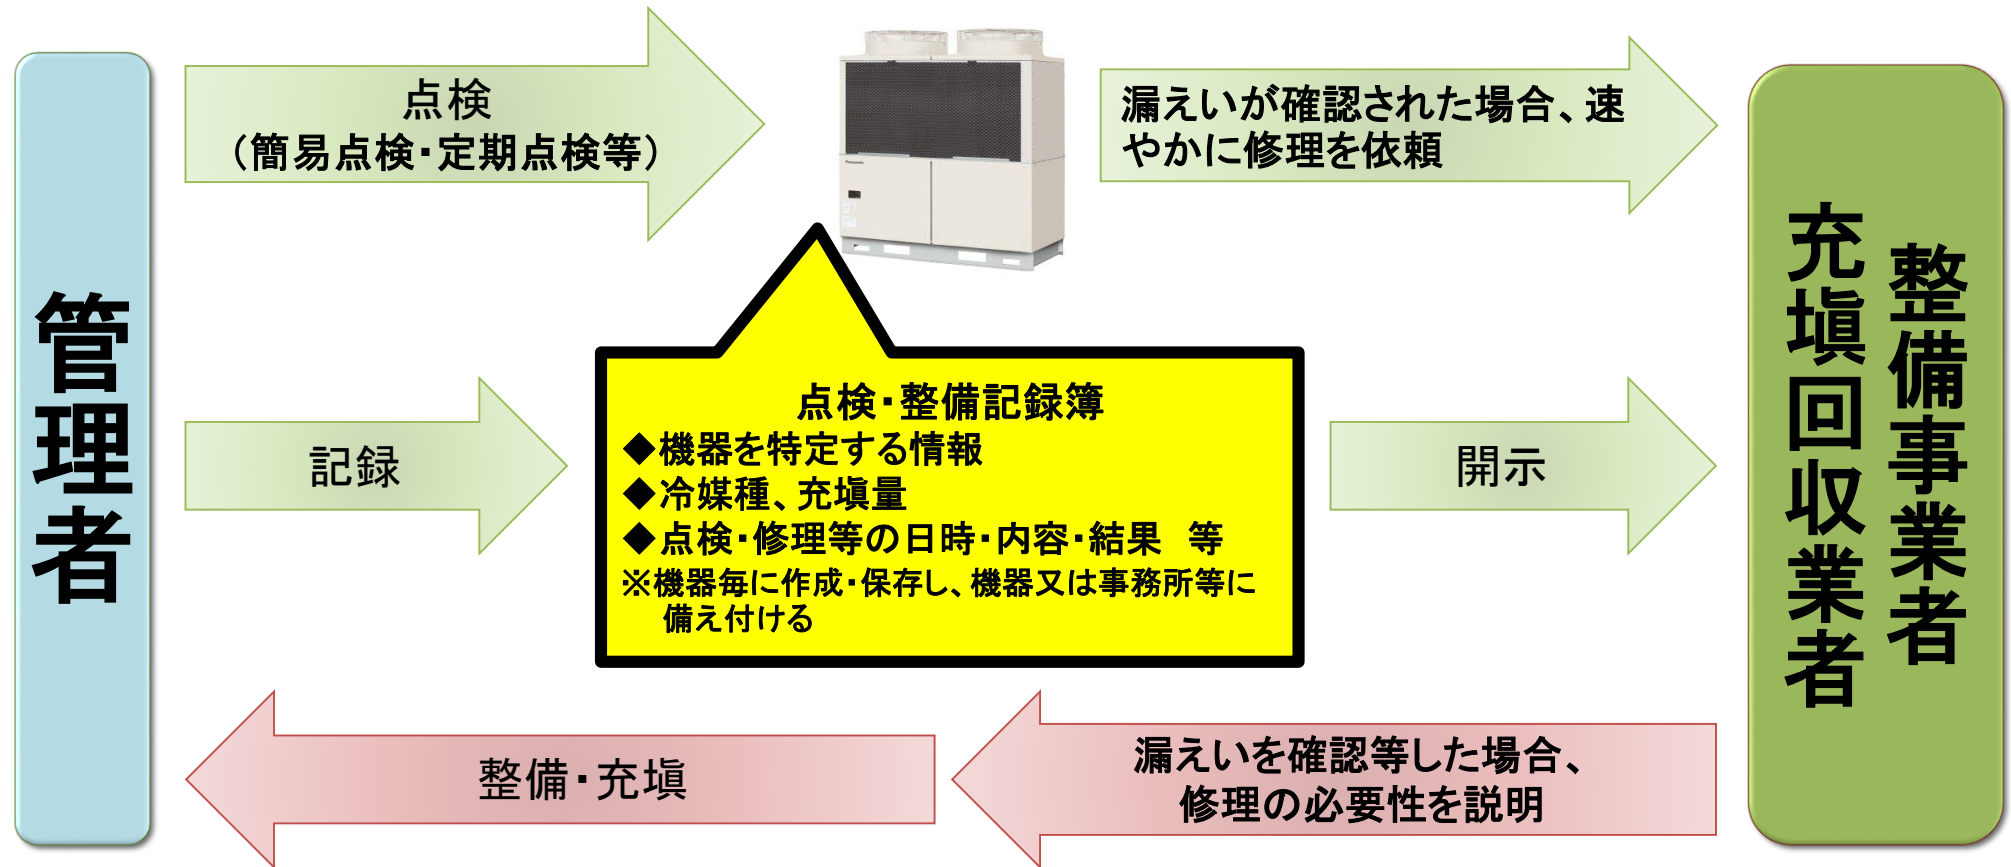 管理者
点検
（簡易点検・定期点検等）
Panasonic
漏えいが確認された場合、速
やかに修理を依頼
整備事業者
充塡回収業者
記録
点検・整備記録簿
◆機器を特定する情報
◆冷媒種、充塡量
◆点検・修理等の日時・内容・結果　等
※機器毎に作成・保存し、機器又は事務所等に
備え付ける
開示
整備・充塡
漏えいを確認等した場合、
修理の必要性を説明